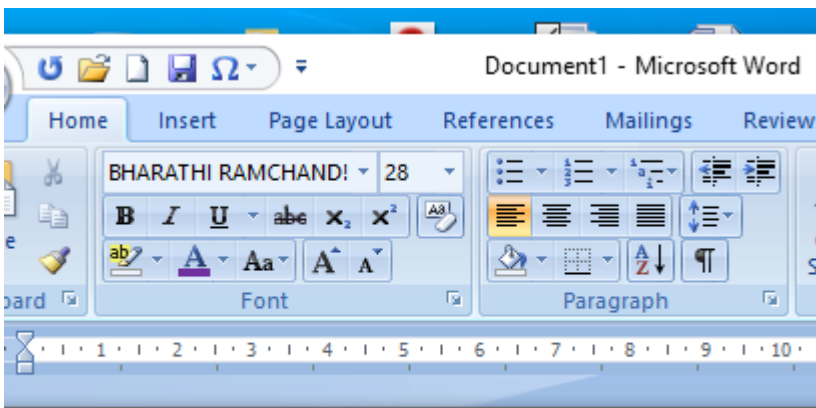 Document1 - Microsoft Word
Home Insert Page Layout References Mailings Review
BHARATHI RAMCHAND! 28
B I U abc x₂ x²
ab A Aa A A
Font Paragraph
1 2 3 4 5 6 7 8 9 10